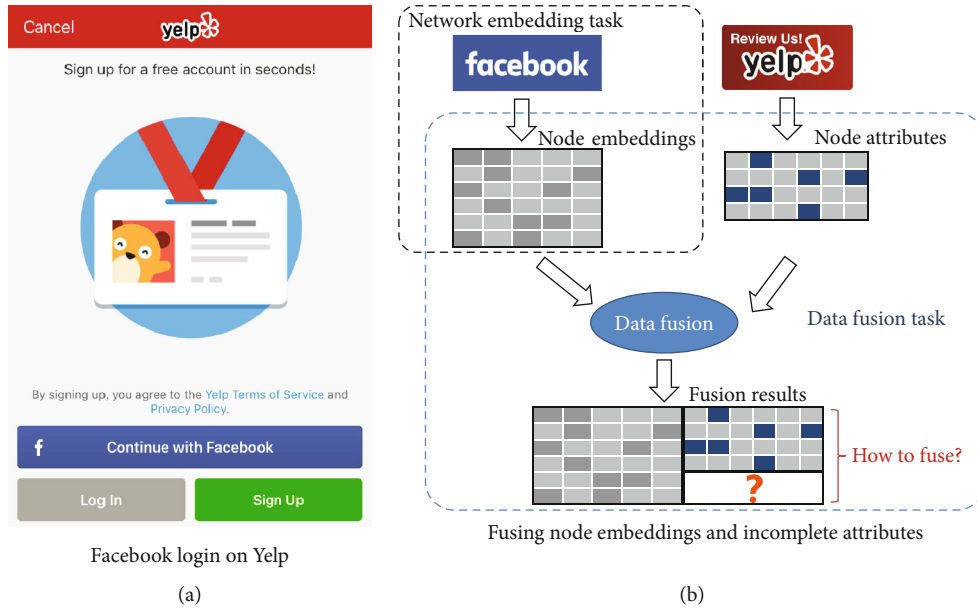 Cancel
yelp
Sign up for a free account in seconds!
By signing up, you agree to the Yelp Terms of Service and
Privacy Policy.
f
Continue with Facebook
Log In
Sign Up
Facebook login on Yelp
(a)
Network embedding task
facebook
Review Us!
yelp
Node embeddings
Node attributes
Data fusion
Data fusion task
Fusion results
How to fuse?
?
Fusing node embeddings and incomplete attributes
(b)